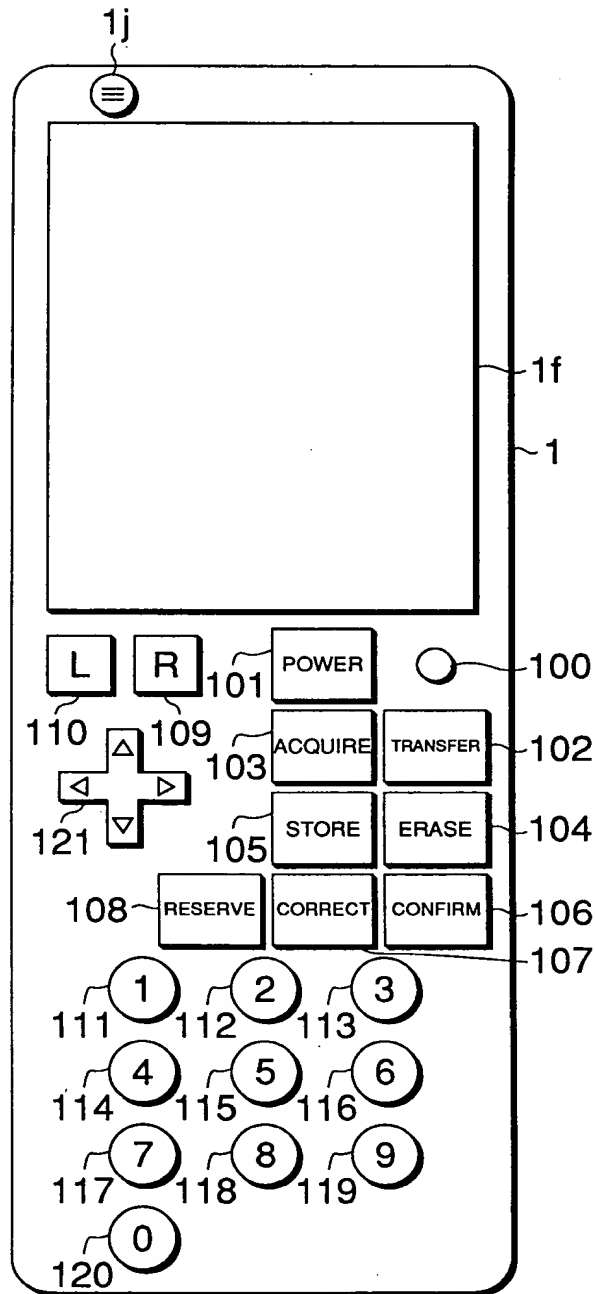 1j
1f
1
L R POWER 100
110 109 101
ACQUIRE TRANSFER 102
103
121 STORE ERASE 104
105
108 RESERVE CORRECT CONFIRM 106
107
1 2 3
111 112 113
4 5 6
114 115 116
7 8 9
117 118 119
0
120